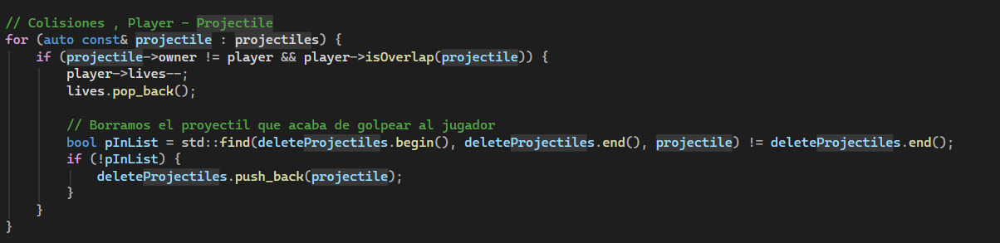 // Colisiones , Player - Projectile
for (auto const& projectile : projectiles) {
if (projectile->owner != player && player->isOverlap(projectile)) {
player->lives--;
lives.pop_back();
// Borramos el proyectil que acaba de golpear al jugador
bool pInList = std::find(deleteProjectiles.begin(), deleteProjectiles.end(), projectile) != deleteProjectiles.end();
if (!pInList) {
deleteProjectiles.push_back(projectile);
}
}
}